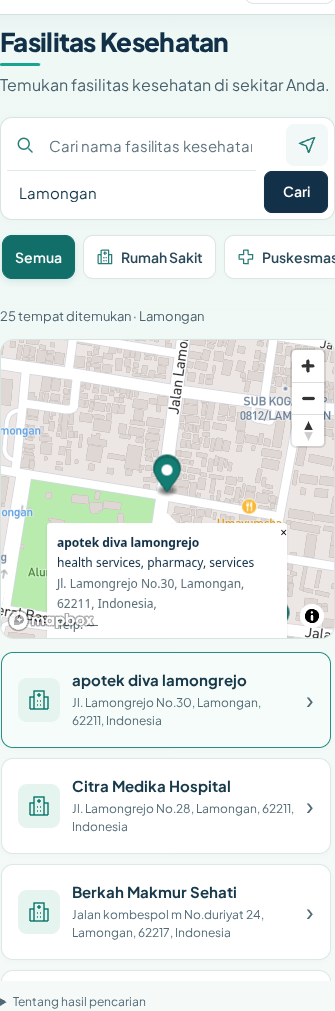 Fasilitas Kesehatan
Temukan fasilitas kesehatan di sekitar Anda.
Cari nama fasilitas kesehatan
Lamongan
Cari
Semua
Rumah Sakit
Puskesmas
25 tempat ditemukan · Lamongan
Jalan Lamo
SUB KOG
0812/LAM
N
mongan
ongan
apotek diva lamongrejo
×
health services, pharmacy, services
Jl. Lamongrejo No.30, Lamongan,
62211, Indonesia,
Telp. —
Alu
mapbox
Jala
apotek diva lamongrejo
Jl. Lamongrejo No.30, Lamongan,
62211, Indonesia
Citra Medika Hospital
Jl. Lamongrejo No.28, Lamongan, 62211,
Indonesia
Berkah Makmur Sehati
Jalan kombespol m No.duriyat 24,
Lamongan, 62217, Indonesia
Tentang hasil pencarian